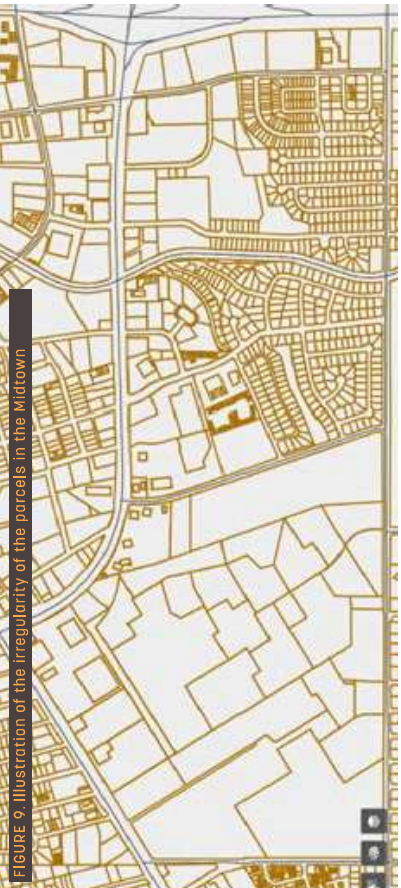 FIGURE 9. Illustration of the irregularity of the parcels in the Midtown